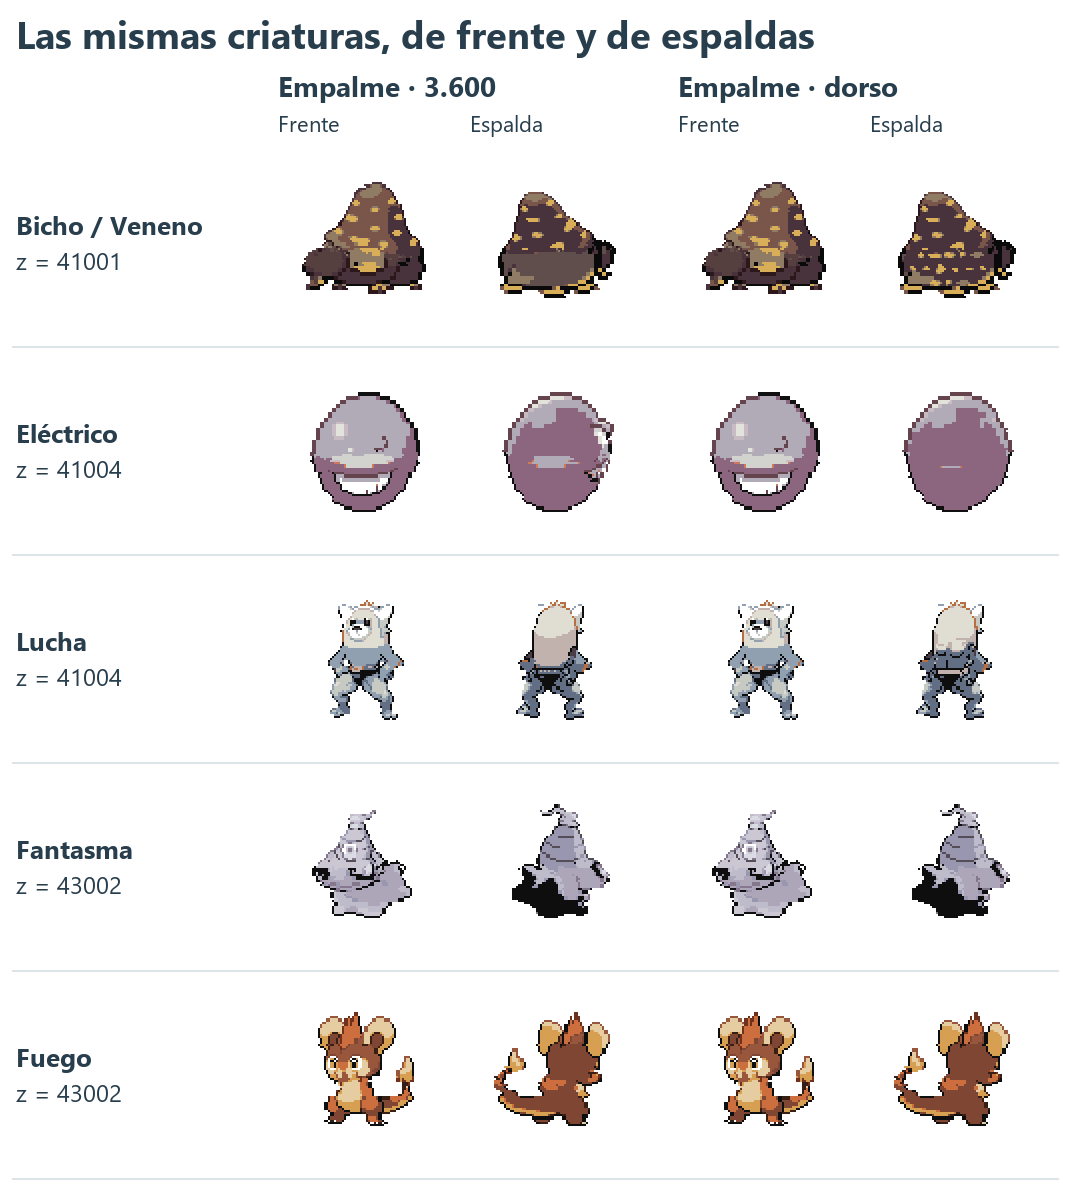 Las mismas criaturas, de frente y de espaldas
Empalme · 3.600
Empalme · dorso
Frente
Espalda
Frente
Espalda
Bicho / Veneno
z = 41001
Eléctrico
z = 41004
Lucha
z = 41004
Fantasma
z = 43002
Fuego
z = 43002